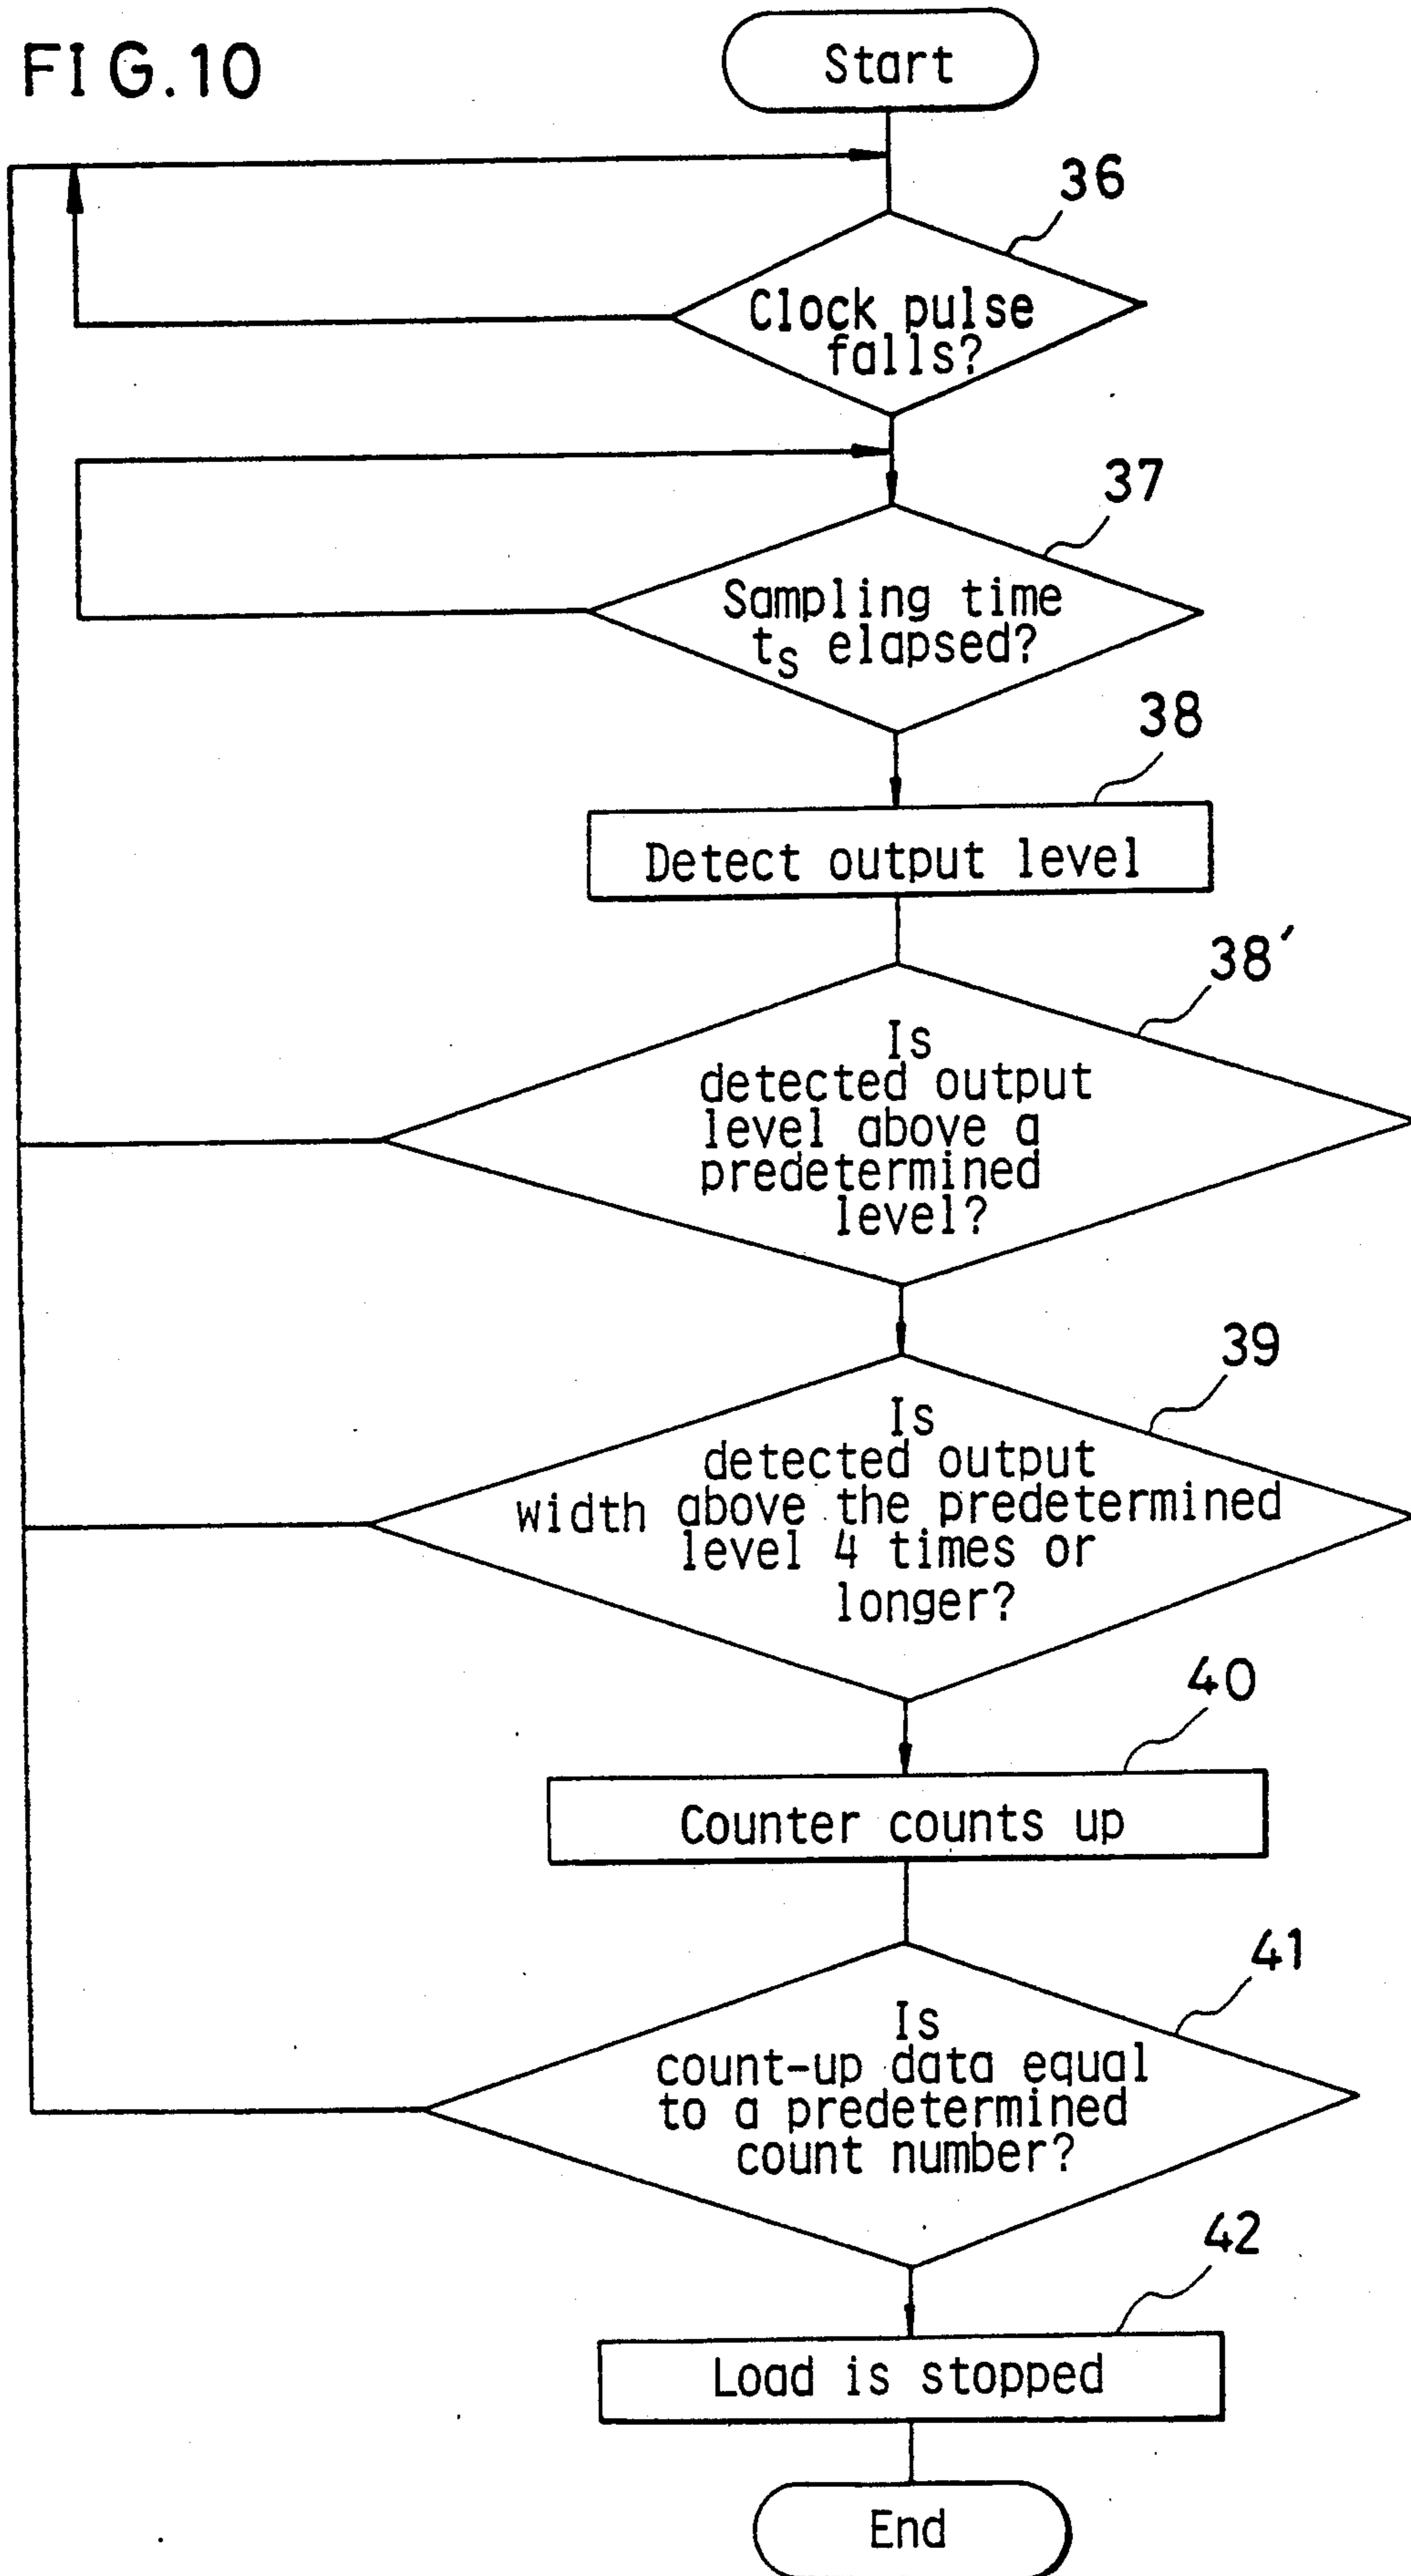 FIG.10
Start
36
Clock pulse
falls?
37
Sampling time
ts elapsed?
38
Detect output level
38'
Is
detected output
level above a
predetermined
level?
39
Is
detected output
width above the predetermined
level 4 times or
longer?
40
Counter counts up
41
Is
count-up data equal
to a predetermined
count number?
42
Load is stopped
End